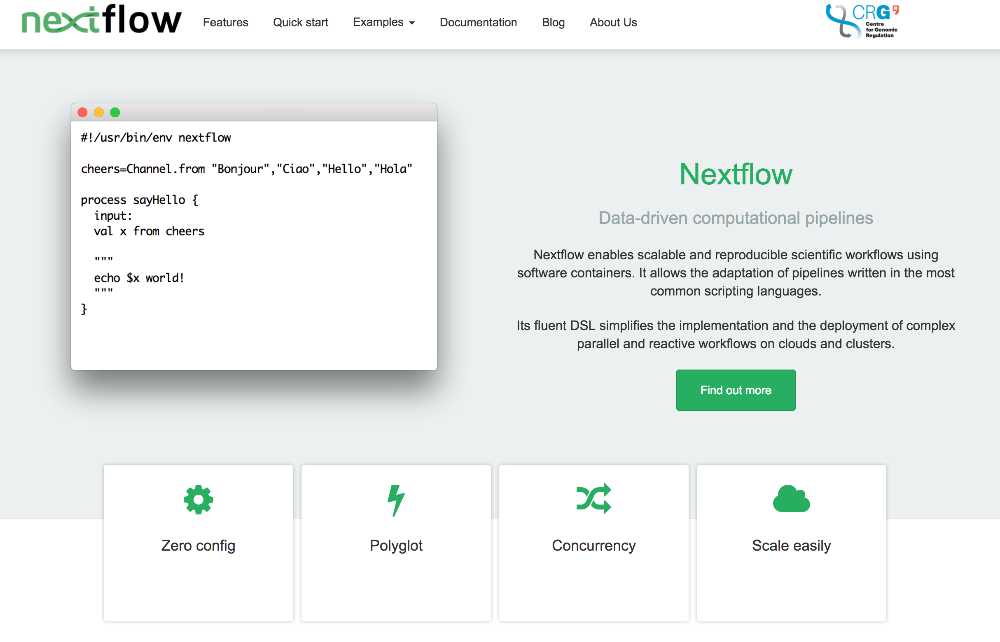 nextflow
Features
Quick start
Examples
Documentation
Blog
About Us
CRG R
Centre
for Genomic
Regulation
#!/usr/bin/env nextflow
cheers=Channel.from "Bonjour","Ciao","Hello","Hola"
process sayHello {
input:
val x from cheers
"""
echo $x world!
"""
}
Nextflow
Data-driven computational pipelines
Nextflow enables scalable and reproducible scientific workflows using
software containers. It allows the adaptation of pipelines written in the most
common scripting languages.
Its fluent DSL simplifies the implementation and the deployment of complex
parallel and reactive workflows on clouds and clusters.
Find out more
Zero config
Polyglot
Concurrency
Scale easily